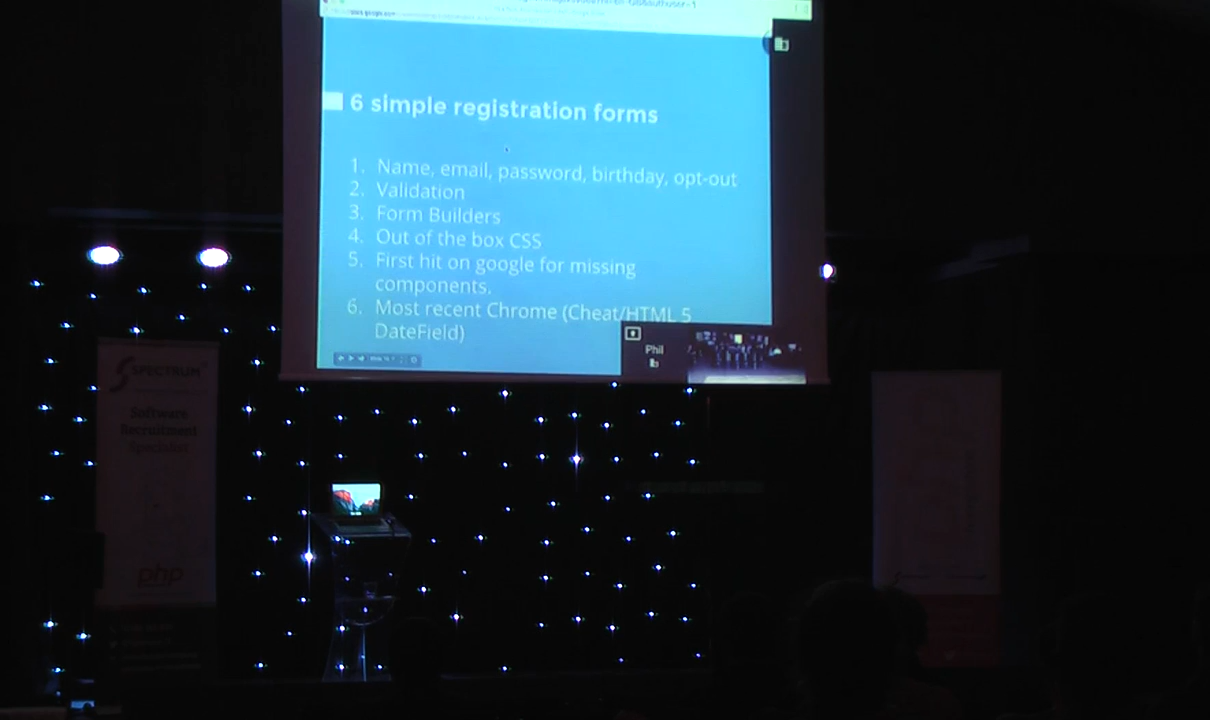 6 simple registration forms
1. Name, email, password, birthday, opt-out
2. Validation
3. Form Builders
4. Out of the box CSS
5. First hit on google for missing
components.
6. Most recent Chrome (Cheat/HTML 5
DateField)
Phil
SPECTRUM
Software
Recruitment
Specialist
php